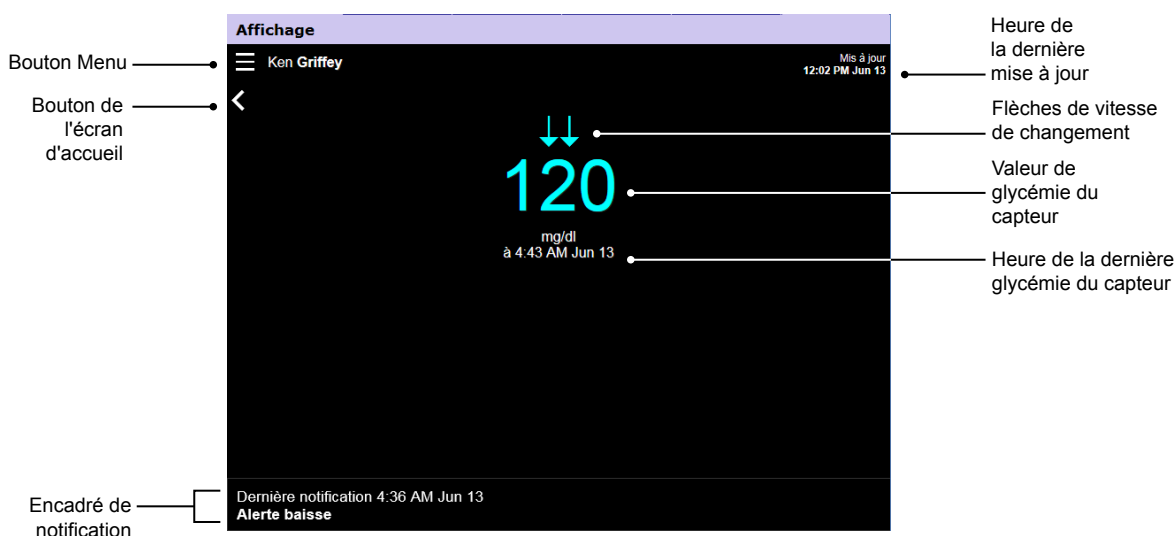 Affichage
Bouton Menu
Ken Griffey
Mis à jour
12:02 PM Jun 13
Heure de
la dernière
mise à jour
Bouton de
l'écran
d'accueil
Flèches de vitesse
de changement
120
Valeur de
glycémie du
capteur
mg/dl
à 4:43 AM Jun 13
Heure de la dernière
glycémie du capteur
Encadré de
notification
Dernière notification 4:36 AM Jun 13
Alerte baisse